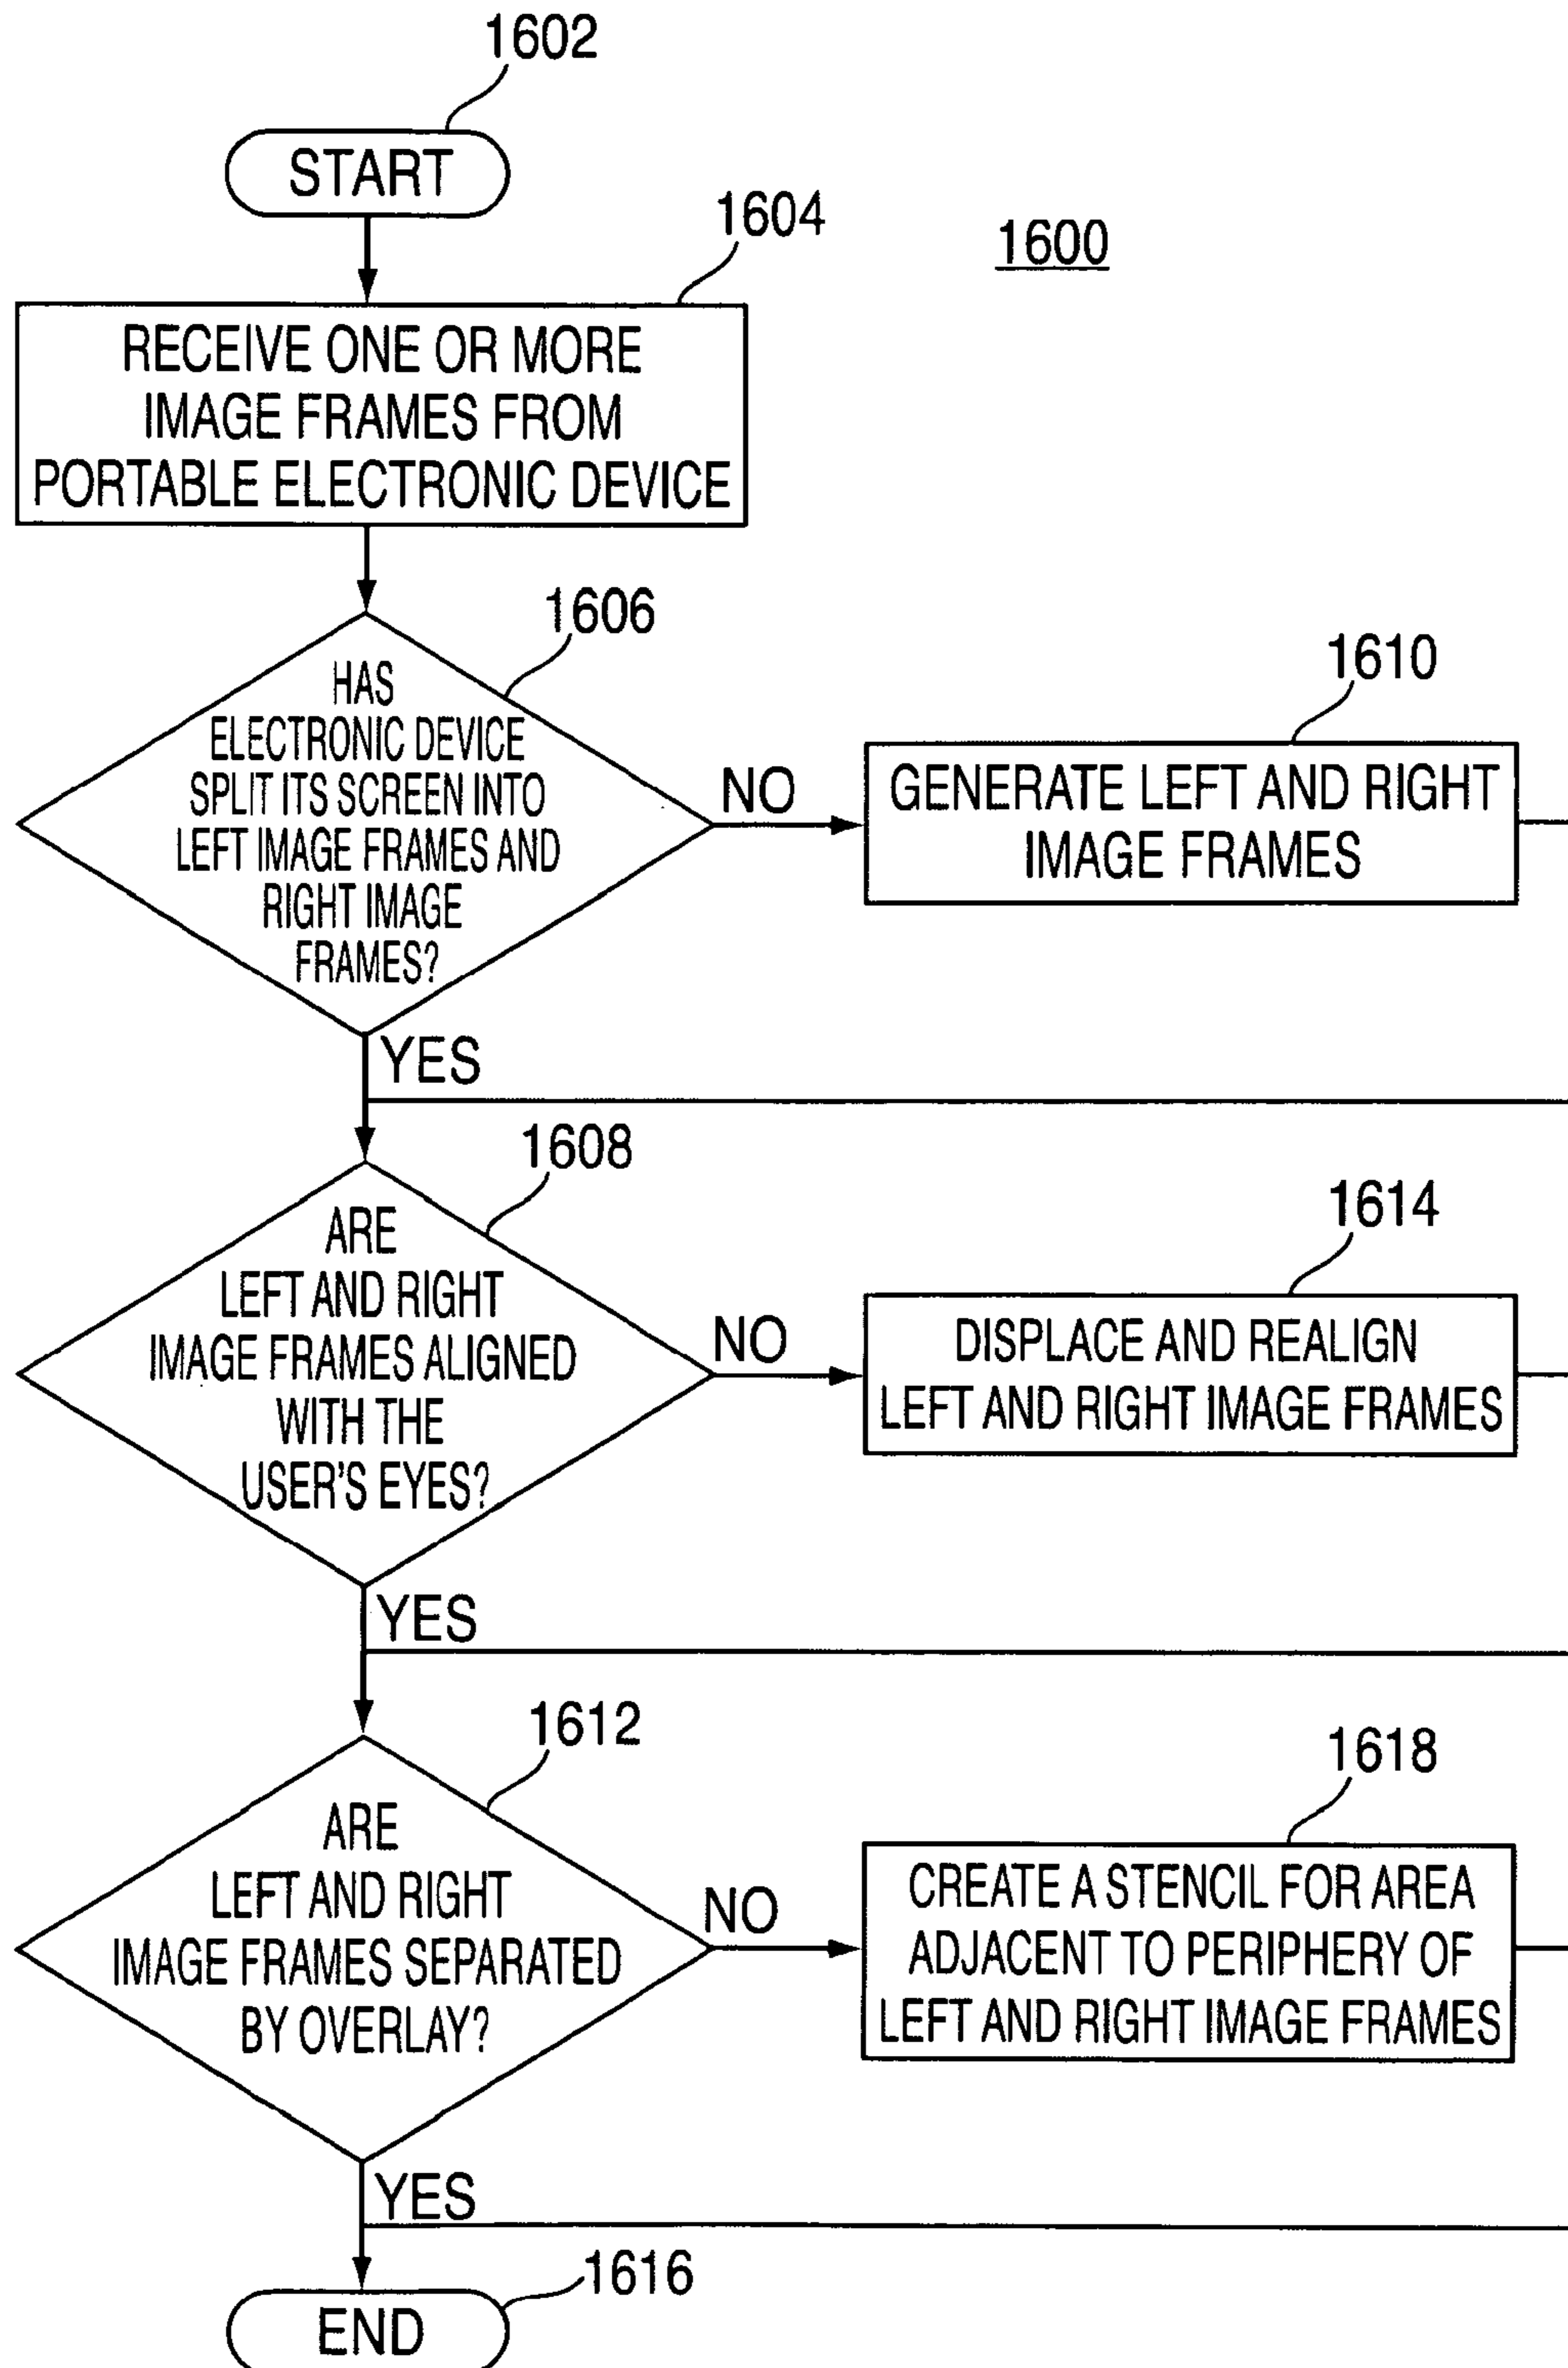 1602
START
1604
1600
RECEIVE ONE OR MORE
IMAGE FRAMES FROM
PORTABLE ELECTRONIC DEVICE
1606
HAS
ELECTRONIC DEVICE
SPLIT ITS SCREEN INTO
LEFT IMAGE FRAMES AND
RIGHT IMAGE
FRAMES?
NO
1610
GENERATE LEFT AND RIGHT
IMAGE FRAMES
YES
1608
ARE
LEFT AND RIGHT
IMAGE FRAMES ALIGNED
WITH THE
USER'S EYES?
NO
1614
DISPLACE AND REALIGN
LEFT AND RIGHT IMAGE FRAMES
YES
1612
ARE
LEFT AND RIGHT
IMAGE FRAMES SEPARATED
BY OVERLAY?
NO
1618
CREATE A STENCIL FOR AREA
ADJACENT TO PERIPHERY OF
LEFT AND RIGHT IMAGE FRAMES
YES
1616
END